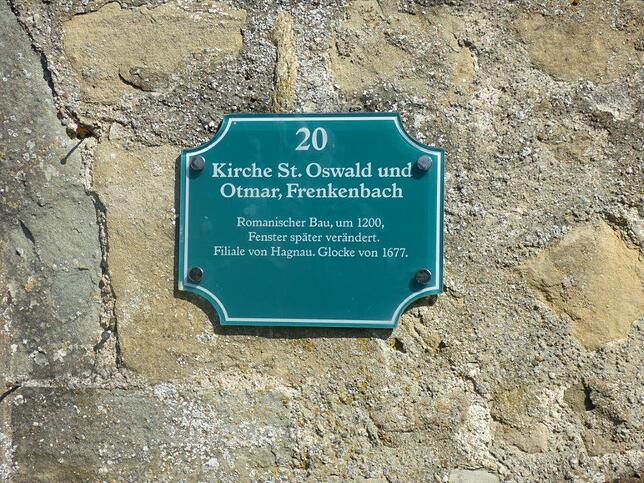 20
Kirche St. Oswald und
Otmar, Frenkenbach
Romanischer Bau, um 1200,
Fenster später verändert.
Filiale von Hagnau. Glocke von 1677.